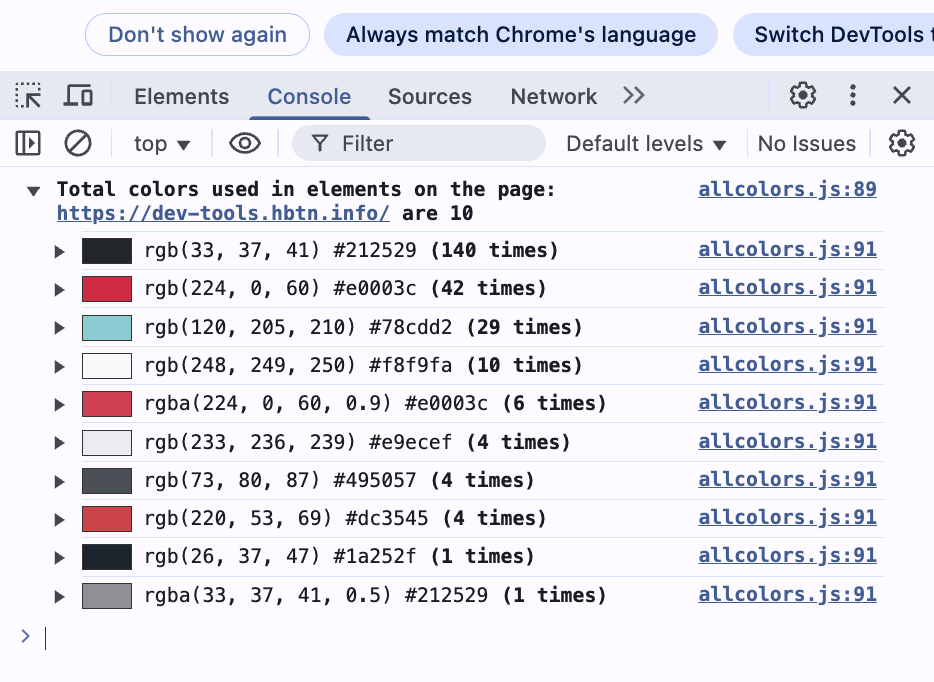 Don't show again Always match Chrome's language Switch DevTools
Elements Console Sources Network
top Filter Default levels No Issues
Total colors used in elements on the page: allcolors.js:89
https://dev-tools.hbtn.info/ are 10
rgb(33, 37, 41) #212529 (140 times) allcolors.js:91
rgb(224, 0, 60) #e0003c (42 times) allcolors.js:91
rgb(120, 205, 210) #78cdd2 (29 times) allcolors.js:91
rgb(248, 249, 250) #f8f9fa (10 times) allcolors.js:91
rgba(224, 0, 60, 0.9) #e0003c (6 times) allcolors.js:91
rgb(233, 236, 239) #e9ecef (4 times) allcolors.js:91
rgb(73, 80, 87) #495057 (4 times) allcolors.js:91
rgb(220, 53, 69) #dc3545 (4 times) allcolors.js:91
rgb(26, 37, 47) #1a252f (1 times) allcolors.js:91
rgba(33, 37, 41, 0.5) #212529 (1 times) allcolors.js:91